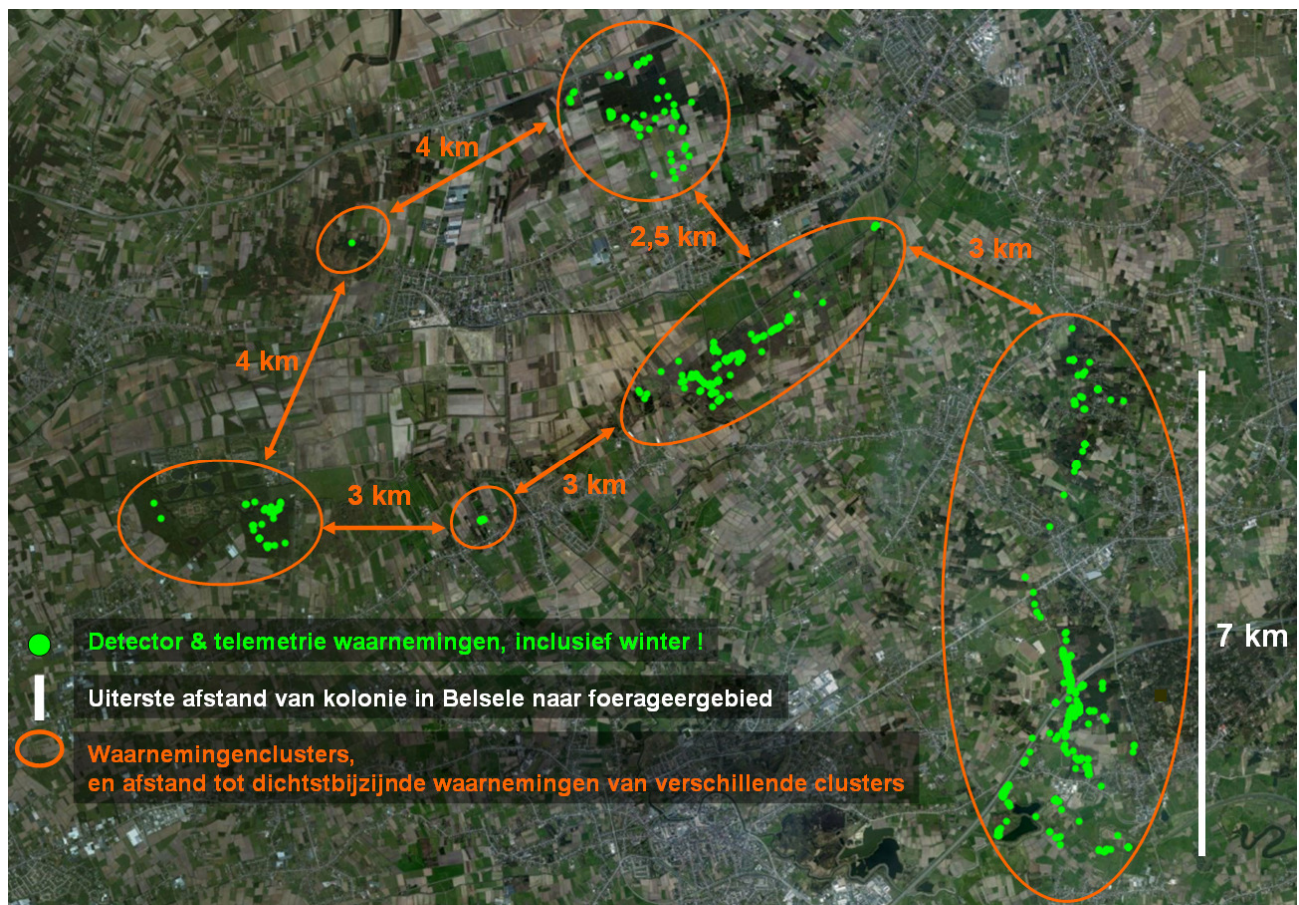 4 km
2,5 km
3 km
4 km
3 km
3 km
7 km
Detector & telemetrie waarnemingen, inclusief winter !
Uiterste afstand van kolonie in Belsele naar foerageergebied
Waarnemingenclusters,
en afstand tot dichtstbijzijnde waarnemingen van verschillende clusters